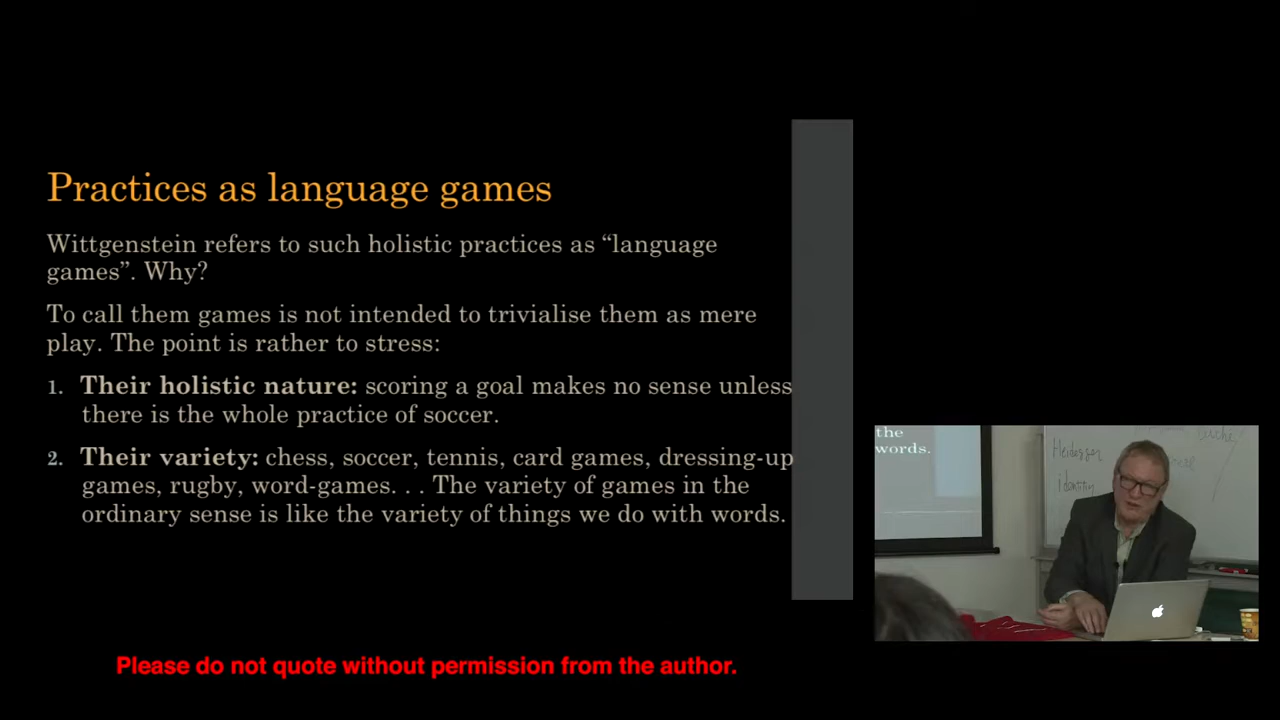 Practices as language games
Wittgenstein refers to such holistic practices as “language
games”. Why?
To call them games is not intended to trivialise them as mere
play. The point is rather to stress:
1. Their holistic nature: scoring a goal makes no sense unless
there is the whole practice of soccer.
2. Their variety: chess, soccer, tennis, card games, dressing-up
games, rugby, word-games. . . The variety of games in the
ordinary sense is like the variety of things we do with words.
the
words.
Heidegger
identity
Please do not quote without permission from the author.